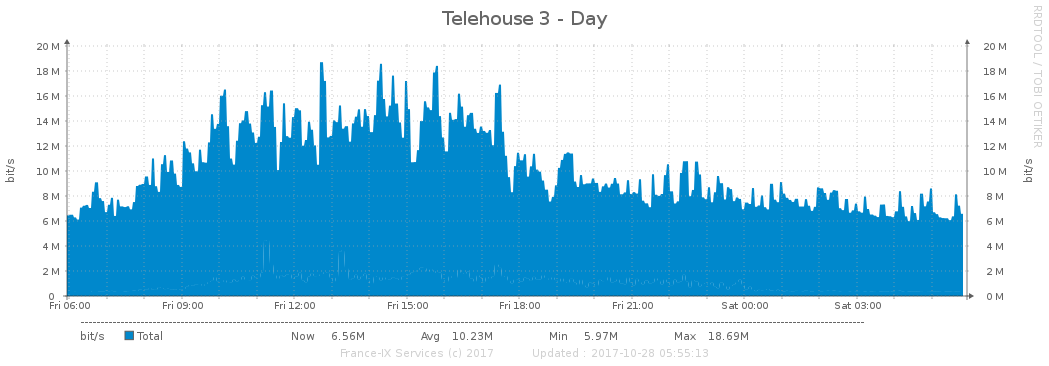 Telehouse 3 - Day
RRDTOOL / TOBI OETIKER
20 M 20 M
18 M 18 M
16 M 16 M
14 M 14 M
12 M 12 M
10 M 10 M
8 M 8 M
6 M 6 M
4 M 4 M
2 M 2 M
0 0 M
bit/s
bit/s
Fri 06:00 Fri 09:00 Fri 12:00 Fri 15:00 Fri 18:00 Fri 21:00 Sat 00:00 Sat 03:00
bit/s Total Now 6.56M Avg 10.23M Min 5.97M Max 18.69M
France-IX Services (c) 2017 Updated : 2017-10-28 05:55:13